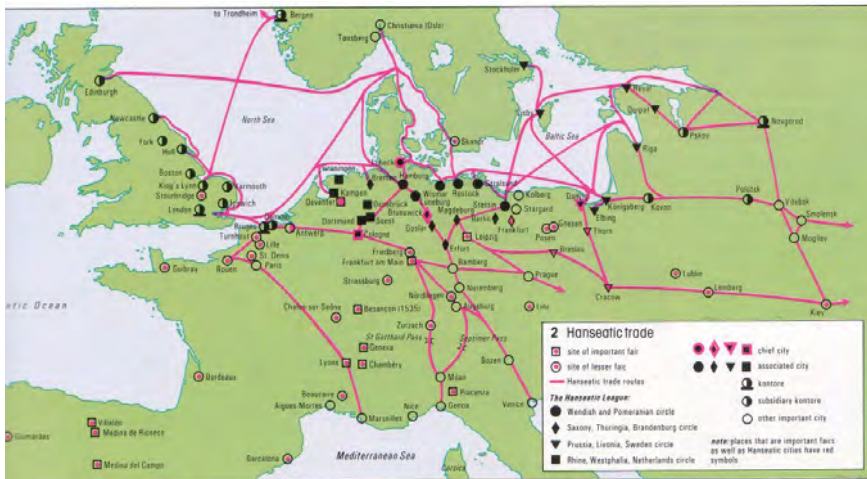 to Trondheim
Bergen
Christiania (Oslo)
Tønsberg
Stockholm
Edinburgh
North Sea
Reval
Dorpat
Visby
Newcastle
Baltic Sea
Novgorod
Pskov
York
Hull
Skanör
Riga
Boston
King's Lynn
Yarmouth
Stourbridge
Ipswich
London
Lübeck
Hamburg
Groningen
Bremen
Wismar
Rostock
Stralsund
Lüneburg
Kolberg
Stettin
Stargard
Kampen
Deventer
Osnabrück
Brunswick
Magdeburg
Berlin
Frankfurt
Elbing
Königsberg
Kovon
Polotsk
Vitebsk
Smolensk
Mogilev
Dortmund
Soest
Goslar
Gnesen
Posen
Thorn
Bruges
Antwerp
Cologne
Erfurt
Leipzig
Breslau
Turnhout
Lille
St. Denis
Paris
Rouen
Guibray
Friedberg
Frankfurt am Main
Bamberg
Prague
Lublin
Cracow
Lemberg
Kiev
Strassburg
Nördlingen
Nuremberg
Augsburg
Linz
Atlantic Ocean
Chalon-sur-Saône
Besançon (1535)
Zurzach
St Gotthard Pass
Septimer Pass
Geneva
Lyons
Chambéry
Bozen
Bordeaux
Milan
Piacenza
Venice
Beaucaire
Aigues-Mortes
Nice
Genoa
Marseilles
Villalón
Medina de Rioseco
Guimarães
Medina del Campo
Barcelona
Mediterranean Sea
Corsica
2 Hanseatic trade
site of important fair
site of lesser fair
Hanseatic trade routes
The Hanseatic League:
Wendish and Pomeranian circle
Saxony, Thuringia, Brandenburg circle
Prussia, Livonia, Sweden circle
Rhine, Westphalia, Netherlands circle
chief city
associated city
kontore
subsidiary kontore
other important city
note: places that are important fairs
as well as Hanseatic cities have red
symbols